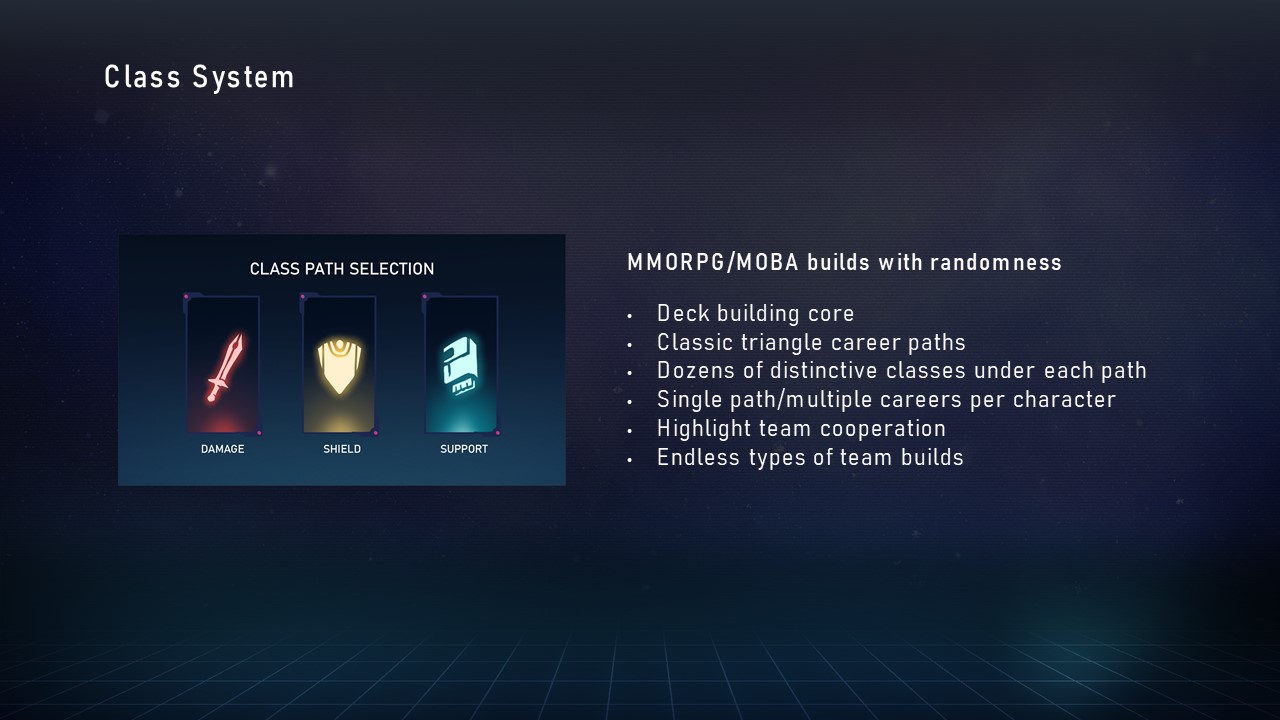 Class System
CLASS PATH SELECTION
DAMAGE
SHIELD
SUPPORT
MMORPG/MOBA builds with randomness
• Deck building core
• Classic triangle career paths
• Dozens of distinctive classes under each path
• Single path/multiple careers per character
• Highlight team cooperation
• Endless types of team builds